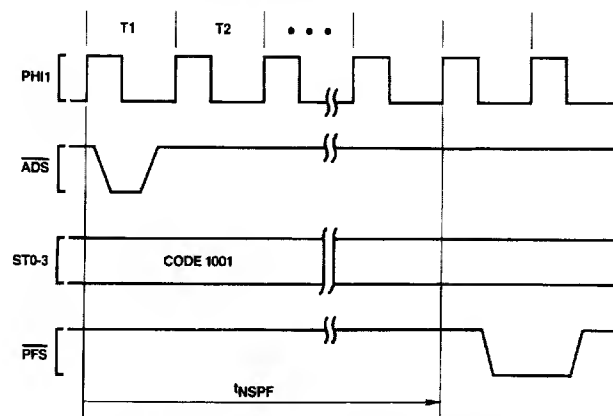 T1 T2 • • •
PHI1
ADS
ST0-3 CODE 1001
PFS
tNSPF